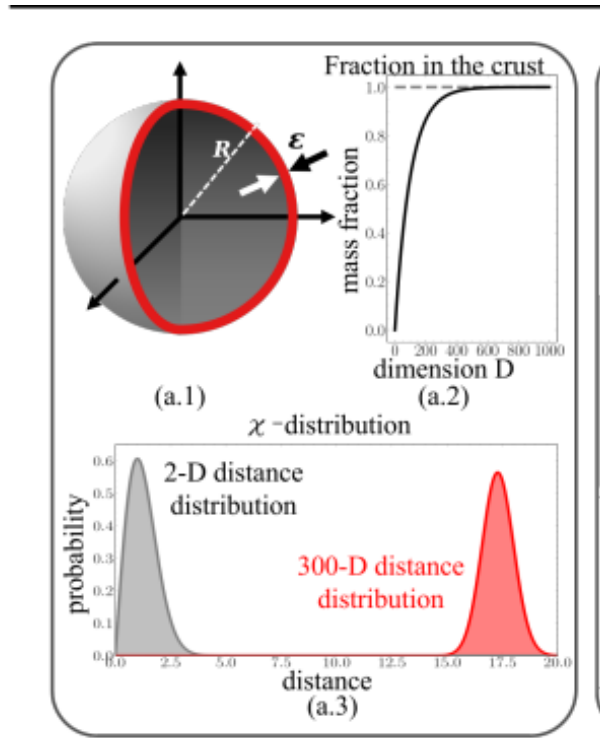 Fraction in the crust
R
ε
mass fraction
1.0
0.8
0.6
0.4
0.2
0.0
0 200 400 600 800 1000
dimension D
(a.1)
(a.2)
χ -distribution
probability
0.6
0.5
0.4
0.3
0.2
0.1
0.0
2-D distance
distribution
300-D distance
distribution
0.0 2.5 5.0 7.5 10.0 12.5 15.0 17.5 20.0
distance
(a.3)